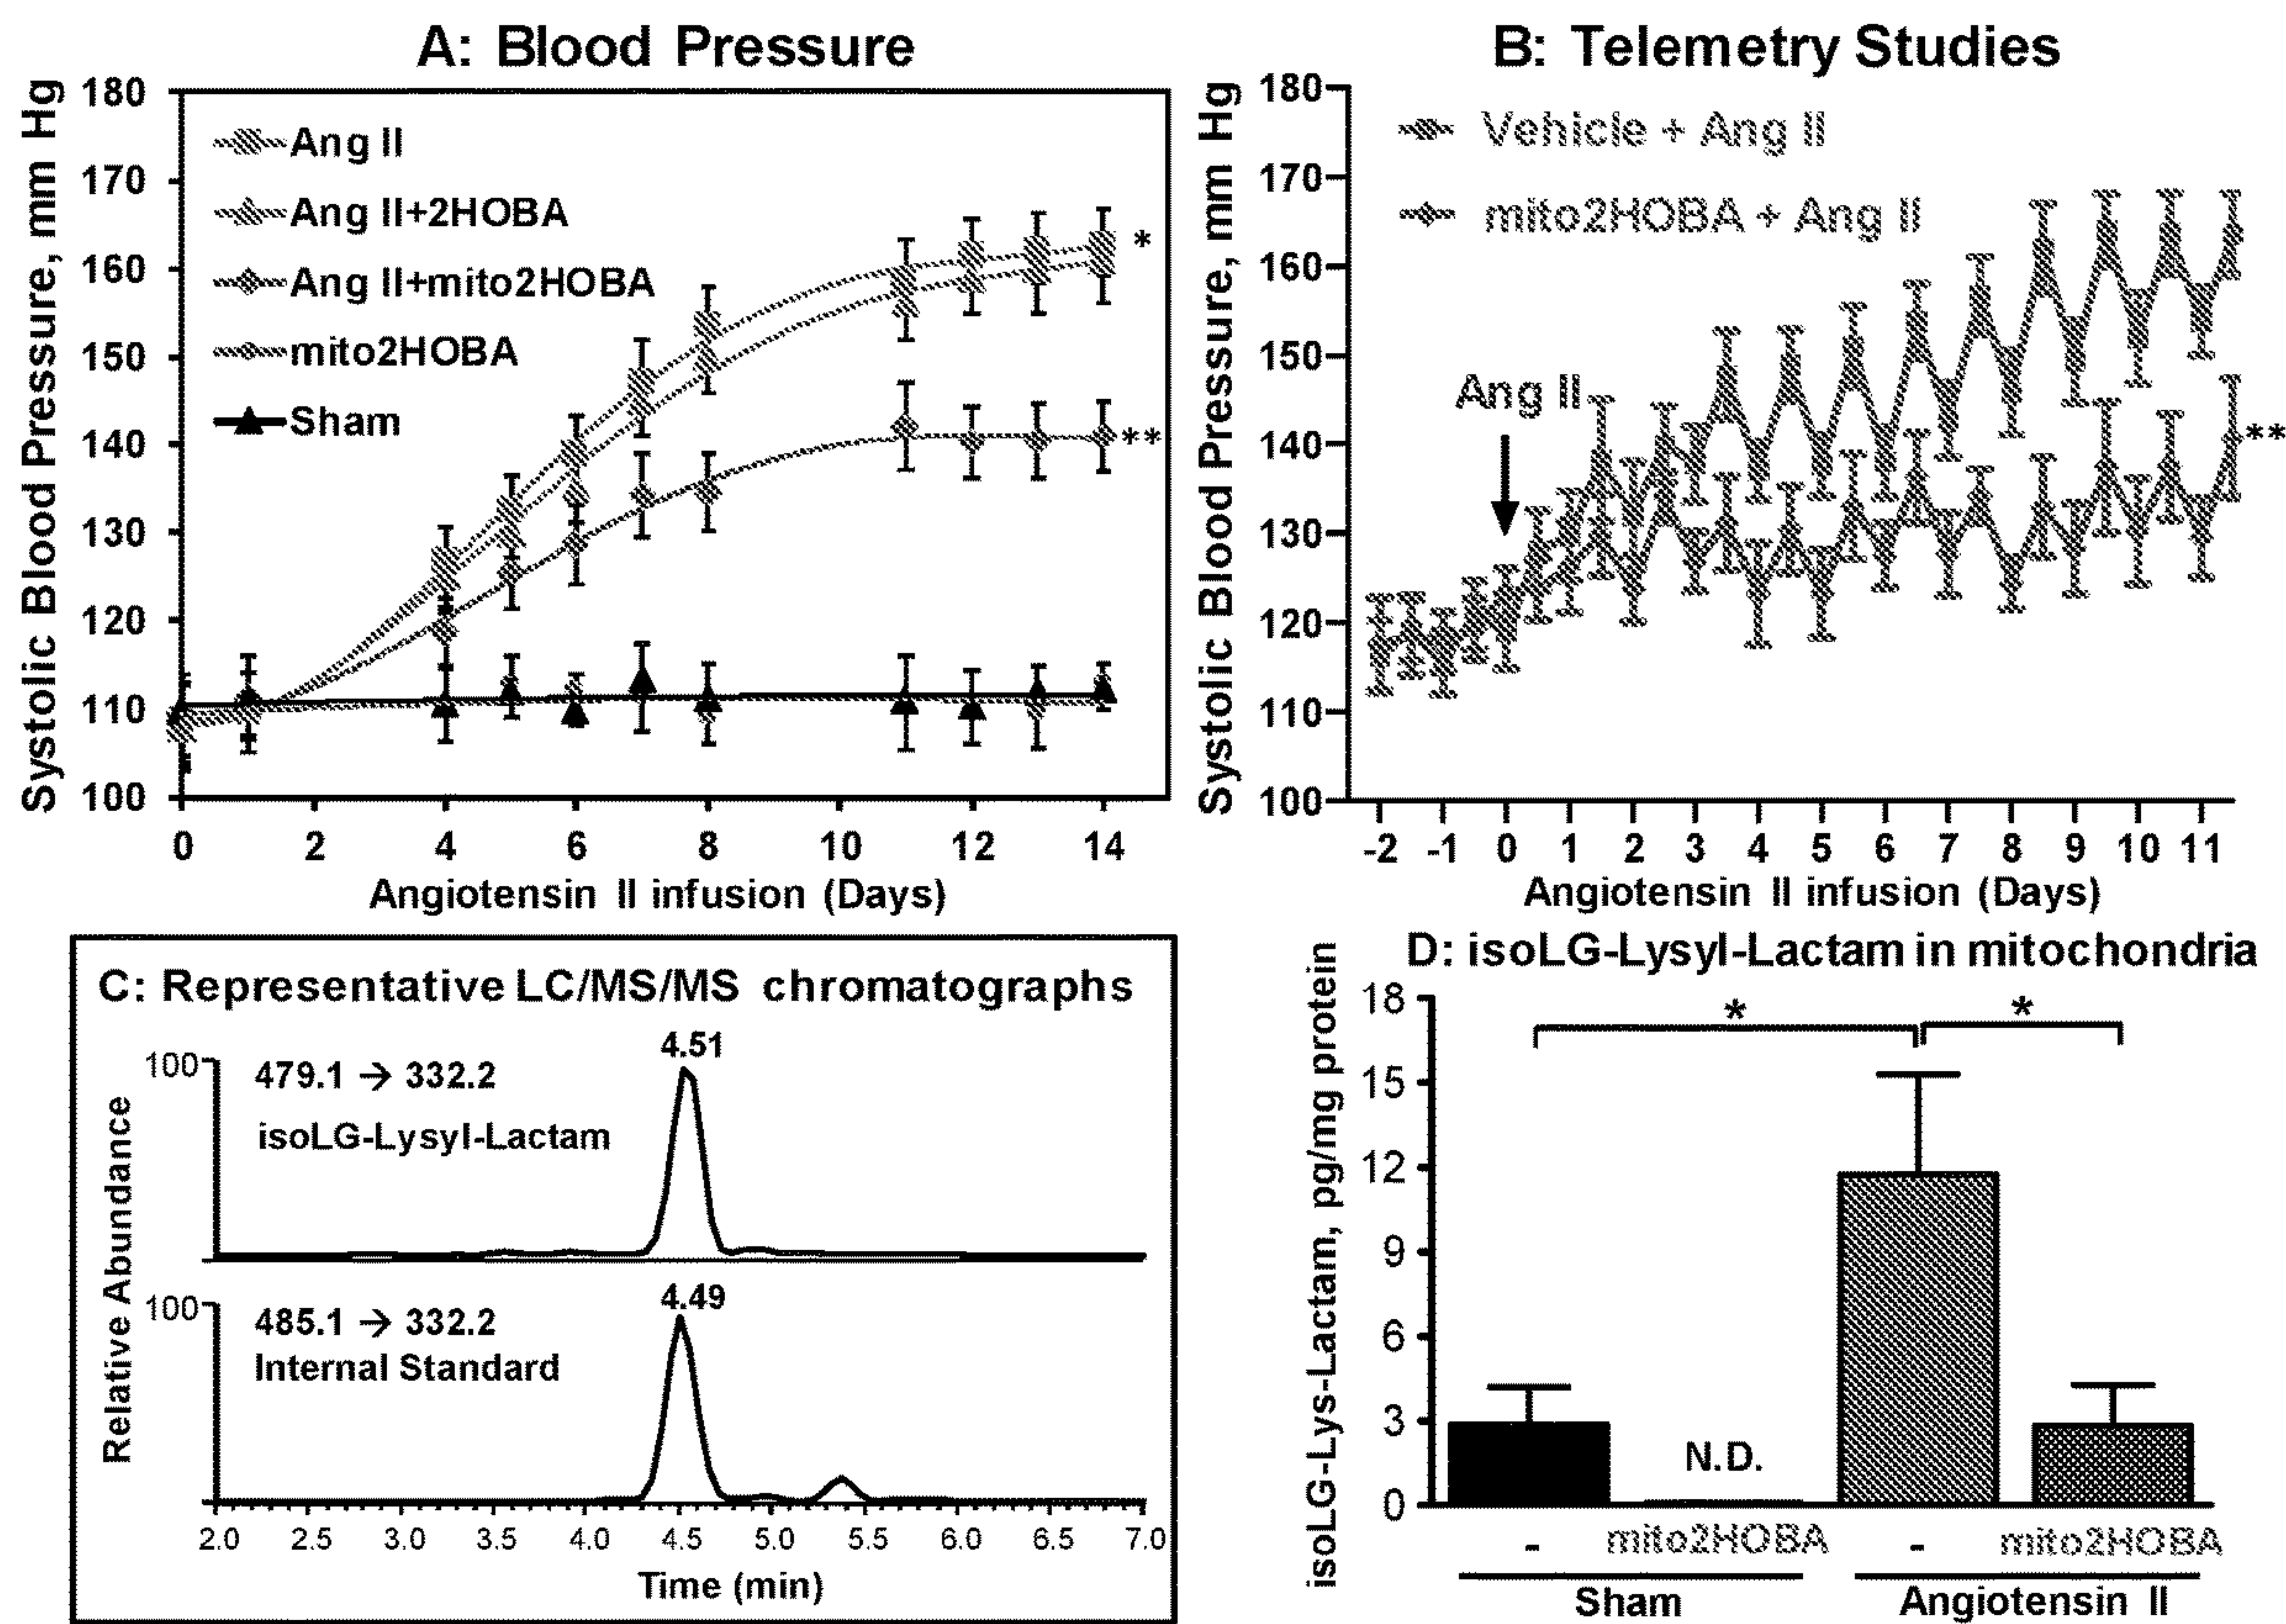 A: Blood Pressure
Systolic Blood Pressure, mm Hg
180
170
160
150
140
130
120
110
100
Ang II
Ang II+2HOBA
Ang II+mito2HOBA
mito2HOBA
Sham
*
**
0 2 4 6 8 10 12 14
Angiotensin II infusion (Days)
B: Telemetry Studies
Systolic Blood Pressure, mm Hg
180
170
160
150
140
130
120
110
100
Vehicle + Ang II
mito2HOBA + Ang II
Ang II
**
-2 -1 0 1 2 3 4 5 6 7 8 9 10 11
Angiotensin II infusion (Days)
C: Representative LC/MS/MS chromatographs
Relative Abundance
100
479.1 → 332.2
isoLG-Lysyl-Lactam
4.51
100
485.1 → 332.2
Internal Standard
4.49
2.0 2.5 3.0 3.5 4.0 4.5 5.0 5.5 6.0 6.5 7.0
Time (min)
D: isoLG-Lysyl-Lactam in mitochondria
isoLG-Lys-Lactam, pg/mg protein
18
15
12
9
6
3
0
* *
N.D.
- mito2HOBA - mito2HOBA
Sham Angiotensin II